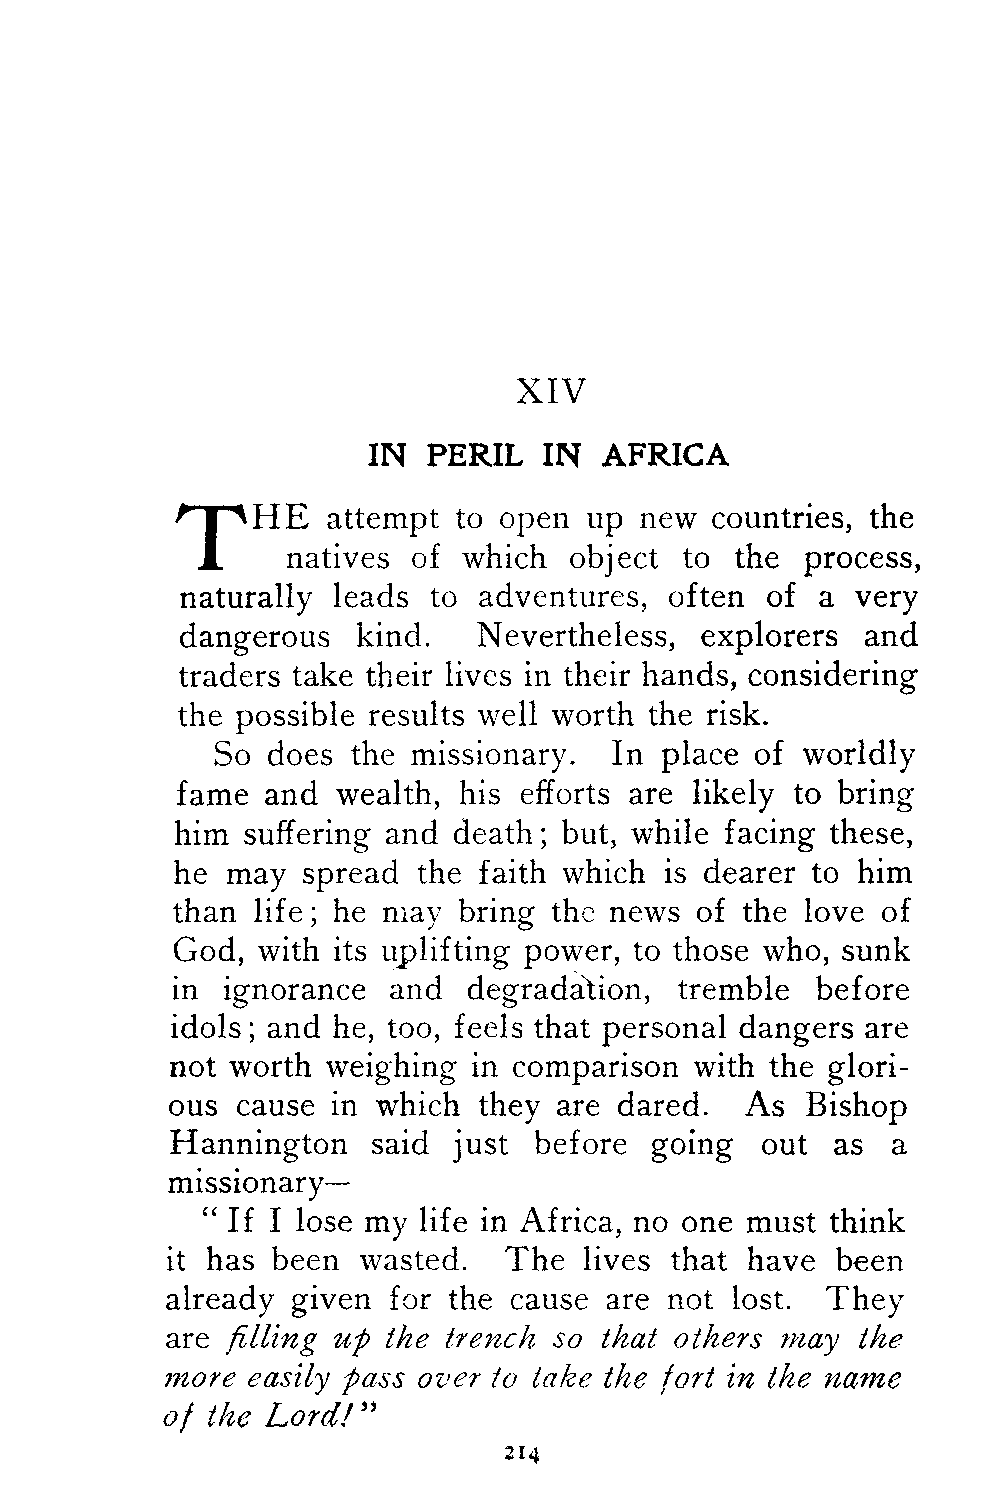 XIV
IN PERIL IN AFRICA
THE attempt to open up new countries, the
natives of which object to the process,
naturally leads to adventures, often of a very
dangerous kind. Nevertheless, explorers and
traders take their lives in their hands, considering
the possible results well worth the risk.
So does the missionary. In place of worldly
fame and wealth, his efforts are likely to bring
him suffering and death; but, while facing these,
he may spread the faith which is dearer to him
than life; he may bring the news of the love of
God, with its uplifting power, to those who, sunk
in ignorance and degradation, tremble before
idols; and he, too, feels that personal dangers are
not worth weighing in comparison with the glori-
ous cause in which they are dared. As Bishop
Hannington said just before going out as a
missionary—
“If I lose my life in Africa, no one must think
it has been wasted. The lives that have been
already given for the cause are not lost. They
are filling up the trench so that others may the
more easily pass over to take the fort in the name
of the Lord!”
214